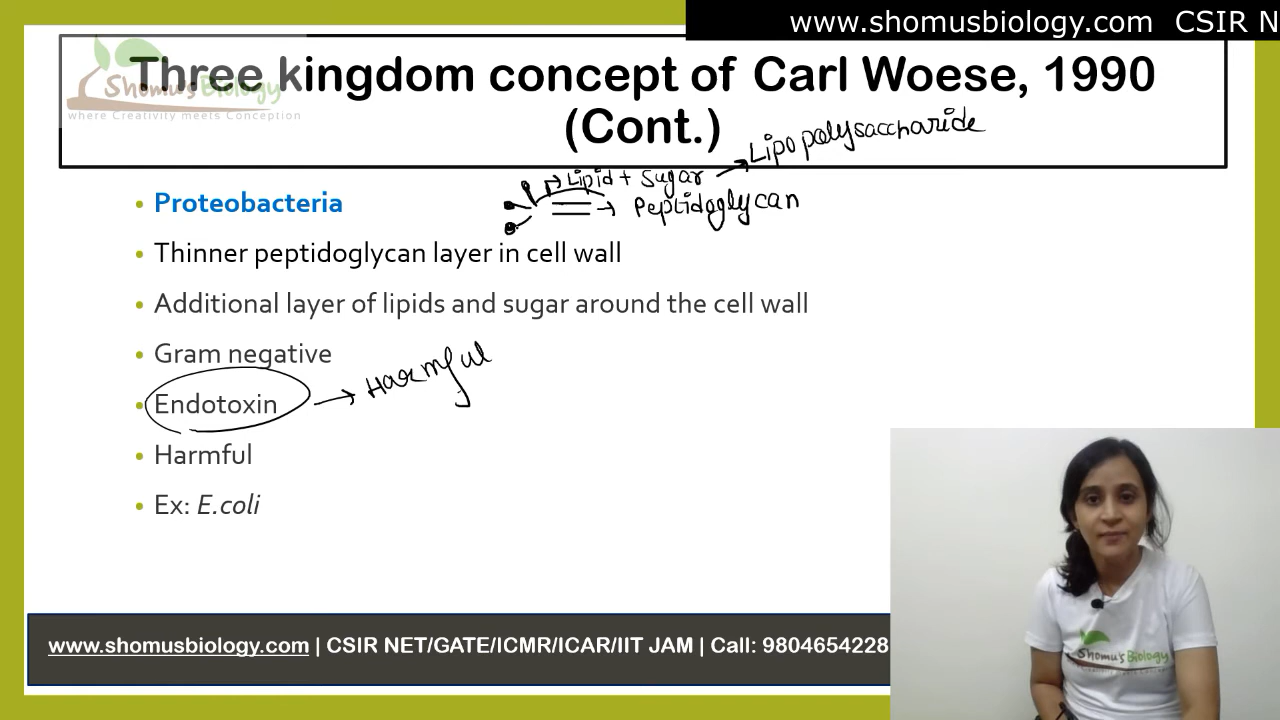 www.shomusbiology.com CSIR N
Three kingdom concept of Carl Woese, 1990
(Cont.)
Shomu's Biology
where Creativity meets Conception
Lipopolysaccharide
Lipid + Sugar
Peptidoglycan
• Proteobacteria
• Thinner peptidoglycan layer in cell wall
• Additional layer of lipids and sugar around the cell wall
• Gram negative
Harmful
• Endotoxin
• Harmful
• Ex: E.coli
www.shomusbiology.com | CSIR NET/GATE/ICMR/ICAR/IIT JAM | Call: 9804654228
Shomu's Biology